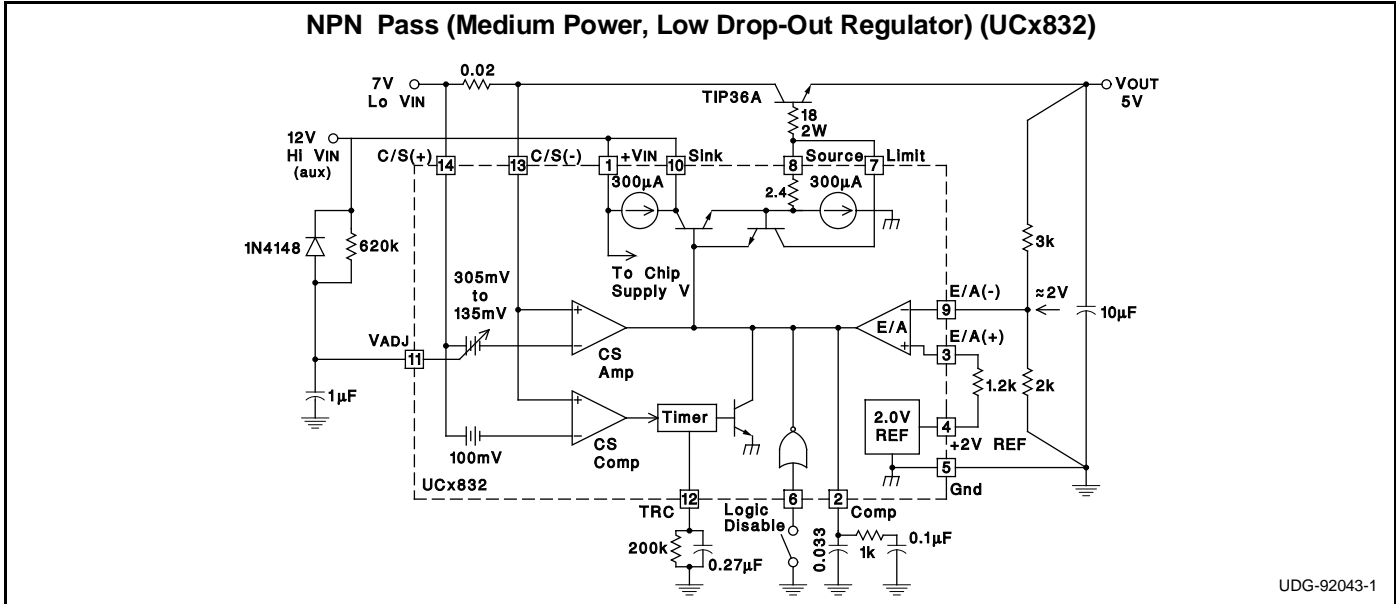 NPN Pass (Medium Power, Low Drop-Out Regulator) (UCx832)
7V
Lo VIN
0.02
TIP36A
18
2W
VOUT
5V
12V
Hi VIN
(aux)
C/S(+)
14
13
C/S(-)
1
+VIN
10
Sink
8
Source
7
Limit
300µA
2.4
300µA
1N4148
620k
To Chip
Supply V
305mV
to
135mV
3k
E/A(-)
9
≈2V
10µF
E/A
E/A(+)
3
VADJ
11
+
-
CS
Amp
-
+
1.2k
2k
1µF
2.0V
REF
4
+2V REF
+
-
CS
Comp
Timer
100mV
5
Gnd
UCx832
12
TRC
6
Logic
Disable
2
Comp
200k
0.27µF
0.033
1k
0.1µF
UDG-92043-1